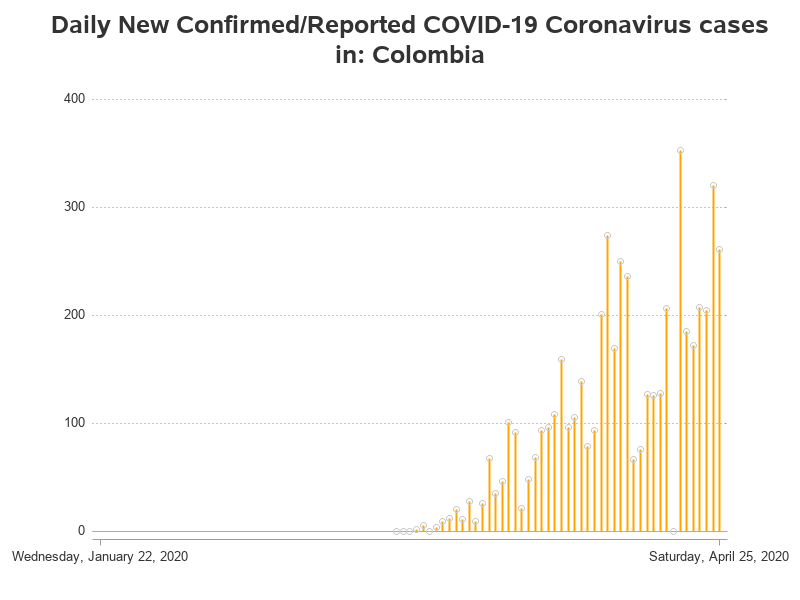 Daily New Confirmed/Reported COVID-19 Coronavirus cases
in: Colombia
400
300
200
100
0
Wednesday, January 22, 2020
Saturday, April 25, 2020